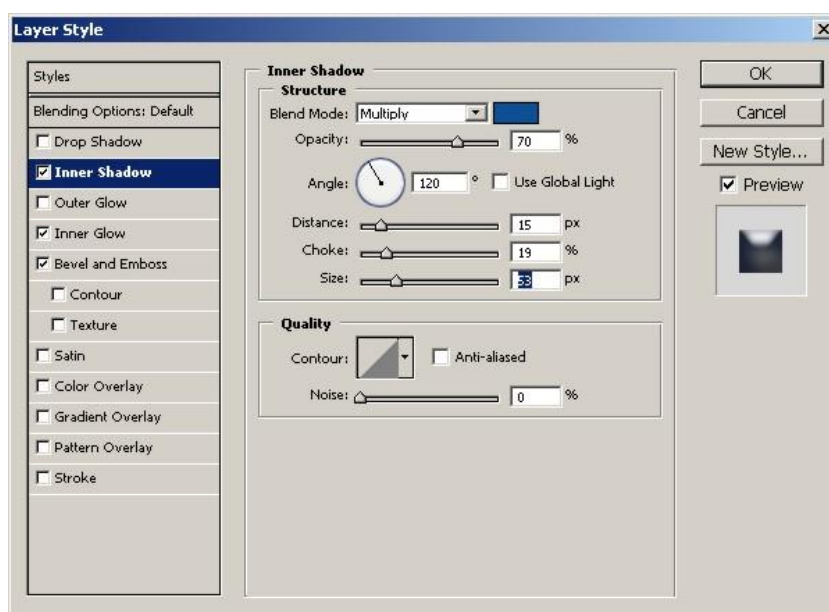 Layer Style
Styles
Blending Options: Default
Drop Shadow
Inner Shadow
Outer Glow
Inner Glow
Bevel and Emboss
Contour
Texture
Satin
Color Overlay
Gradient Overlay
Pattern Overlay
Stroke
Inner Shadow
Structure
Blend Mode: Multiply
Opacity: 70 %
Angle: 120 ° Use Global Light
Distance: 15 px
Choke: 19 %
Size: 53 px
Quality
Contour: Anti-aliased
Noise: 0 %
OK
Cancel
New Style...
Preview